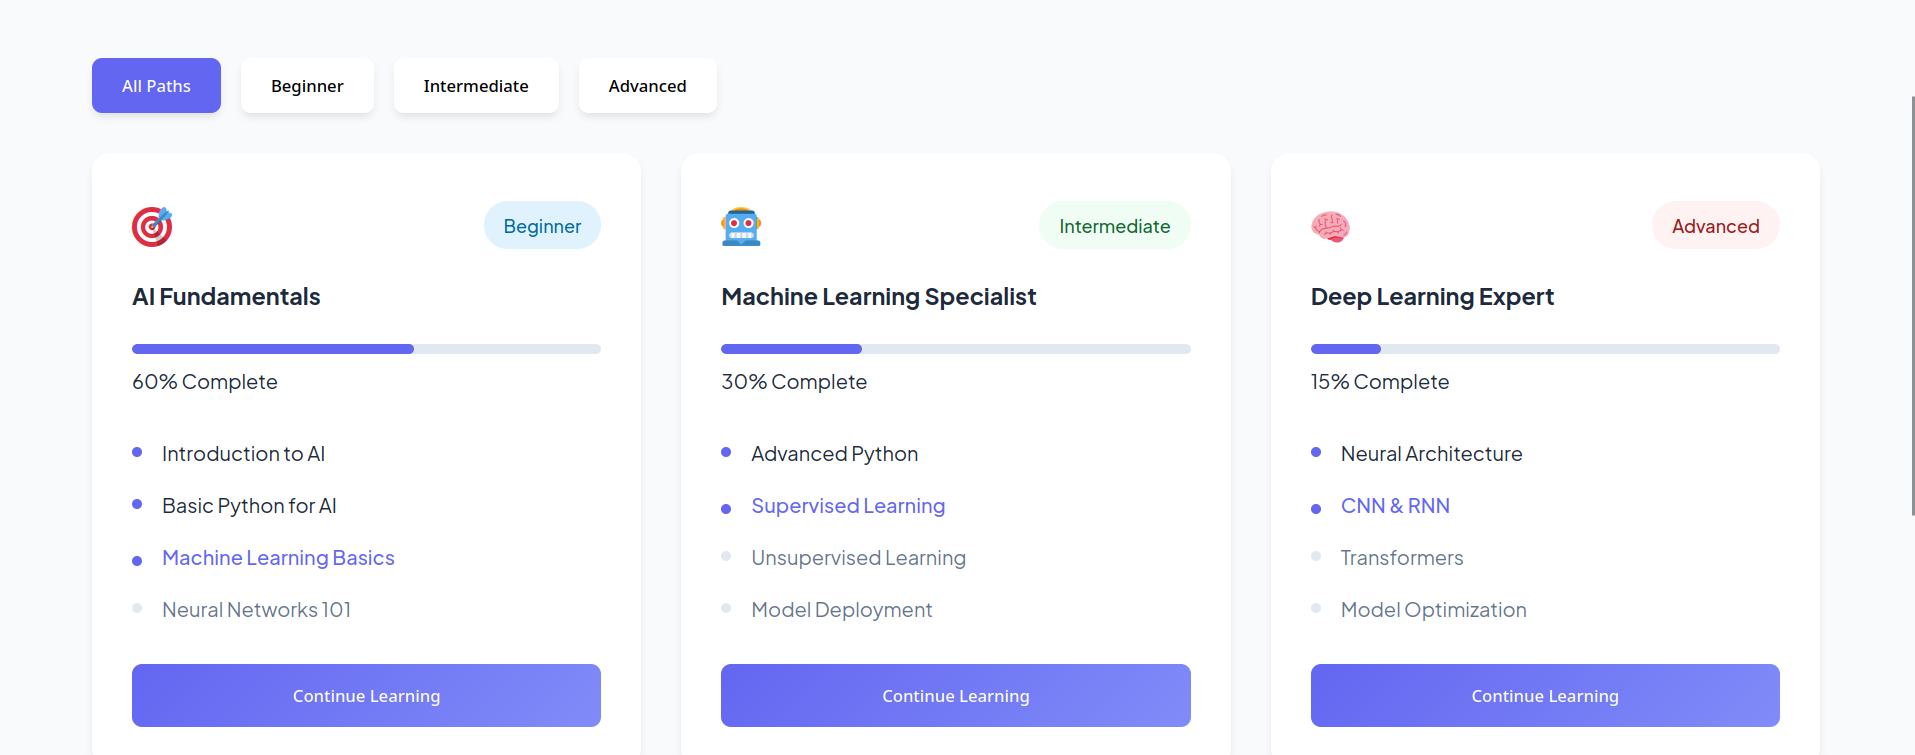 All Paths
Beginner
Intermediate
Advanced
Beginner
AI Fundamentals
60% Complete
Introduction to AI
Basic Python for AI
Machine Learning Basics
Neural Networks 101
Continue Learning
Intermediate
Machine Learning Specialist
30% Complete
Advanced Python
Supervised Learning
Unsupervised Learning
Model Deployment
Continue Learning
Advanced
Deep Learning Expert
15% Complete
Neural Architecture
CNN & RNN
Transformers
Model Optimization
Continue Learning